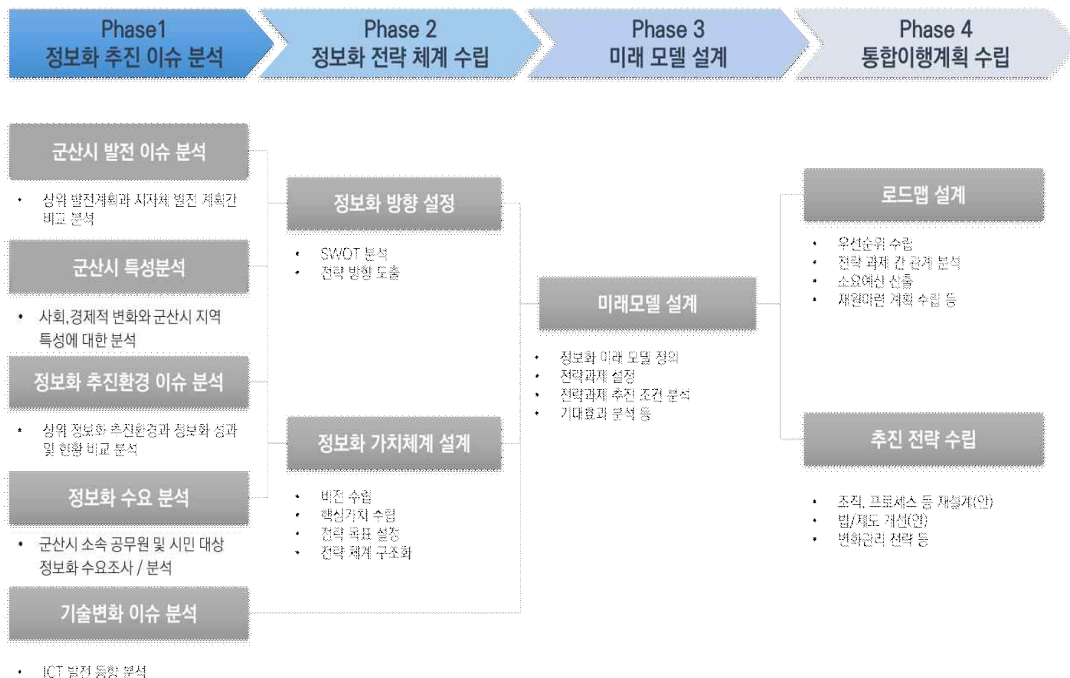 Phase1
정보화 추진 이슈 분석
Phase 2
정보화 전략 체계 수립
Phase 3
미래 모델 설계
Phase 4
통합이행계획 수립
군산시 발전 이슈 분석
• 상위 발전계획과 지자체 발전 계획간
비교 분석
군산시 특성분석
• 사회,경제적 변화와 군산시 지역
특성에 대한 분석
정보화 추진환경 이슈 분석
• 상위 정보화 추진환경과 정보화 성과
및 현황 비교 분석
정보화 수요 분석
• 군산시 소속 공무원 및 시민 대상
정보화 수요조사 / 분석
기술변화 이슈 분석
• ICT 발전 동향 분석
정보화 방향 설정
• SWOT 분석
• 전략 방향 도출
정보화 가치체계 설계
• 비전 수립
• 핵심가치 수립
• 전략 목표 설정
• 전략 체계 구조화
미래모델 설계
• 정보화 미래 모델 정의
• 전략과제 설정
• 전략과제 추진 조건 분석
• 기대효과 분석 등
로드맵 설계
• 우선순위 수립
• 전략 과제 간 관계 분석
• 소요예산 산출
• 재원마련 계획 수립 등
추진 전략 수립
• 조직, 프로세스 등 재설계(안)
• 법/제도 개선(안)
• 변화관리 전략 등